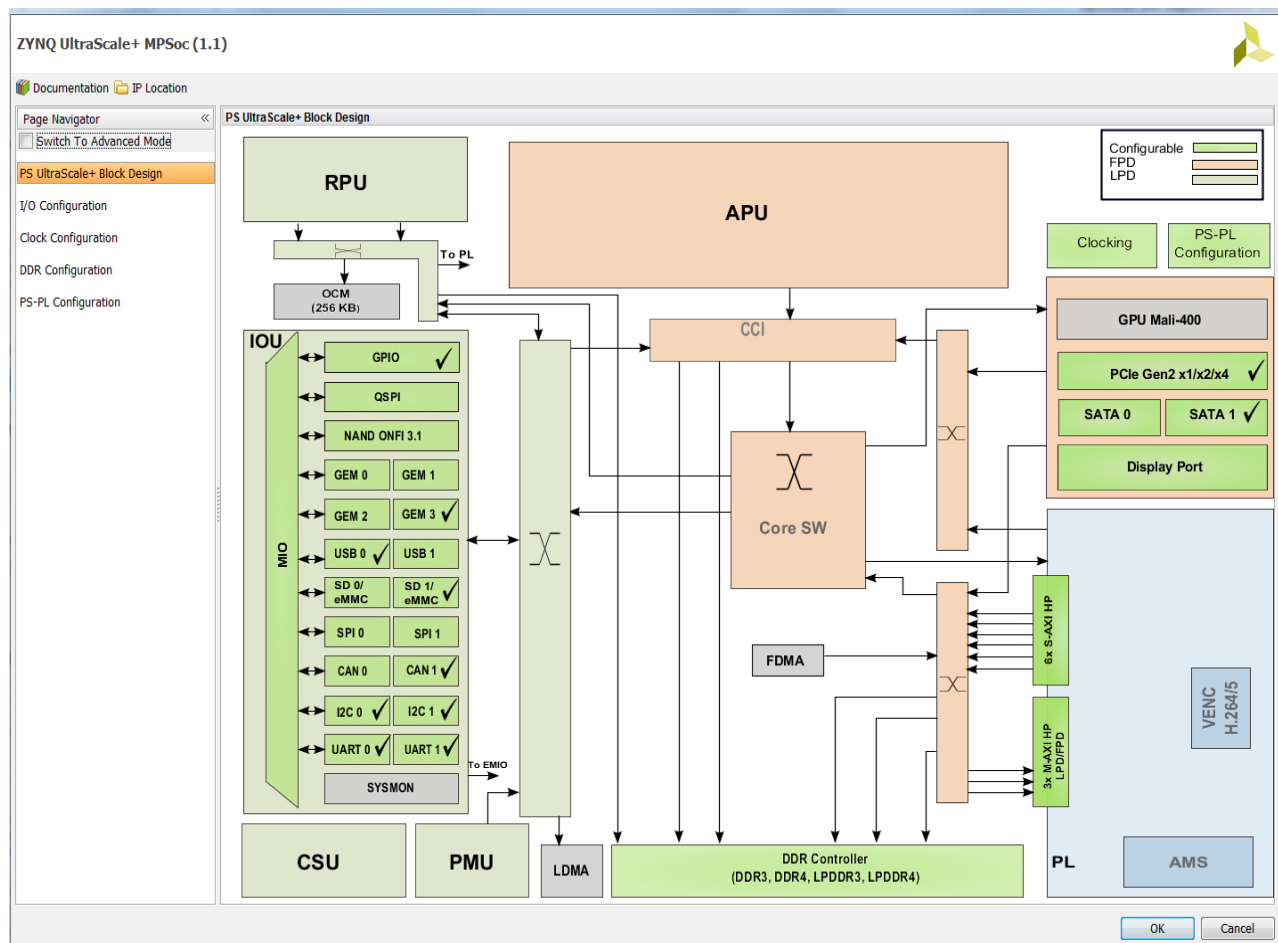 ZYNQ UltraScale+ MPSoc (1.1)
Documentation IP Location
Page Navigator «
Switch To Advanced Mode
PS UltraScale+ Block Design
I/O Configuration
Clock Configuration
DDR Configuration
PS-PL Configuration
PS UltraScale+ Block Design
Configurable
FPD
LPD
RPU
APU
To PL
OCM
(256 KB)
Clocking
PS-PL
Configuration
CCI
GPU Mali-400
PCIe Gen2 x1/x2/x4
SATA 0
SATA 1
Display Port
IOU
MIO
GPIO
QSPI
NAND ONFI 3.1
GEM 0
GEM 1
GEM 2
GEM 3
USB 0
USB 1
SD 0/
eMMC
SD 1/
eMMC
SPI 0
SPI 1
CAN 0
CAN 1
I2C 0
I2C 1
UART 0
UART 1
SYSMON
To EMIO
Core SW
FDMA
6x S-AXI HP
3x M-AXI HP
LPD/FPD
VENC
H.264/5
CSU
PMU
LDMA
DDR Controller
(DDR3, DDR4, LPDDR3, LPDDR4)
PL
AMS
OK
Cancel